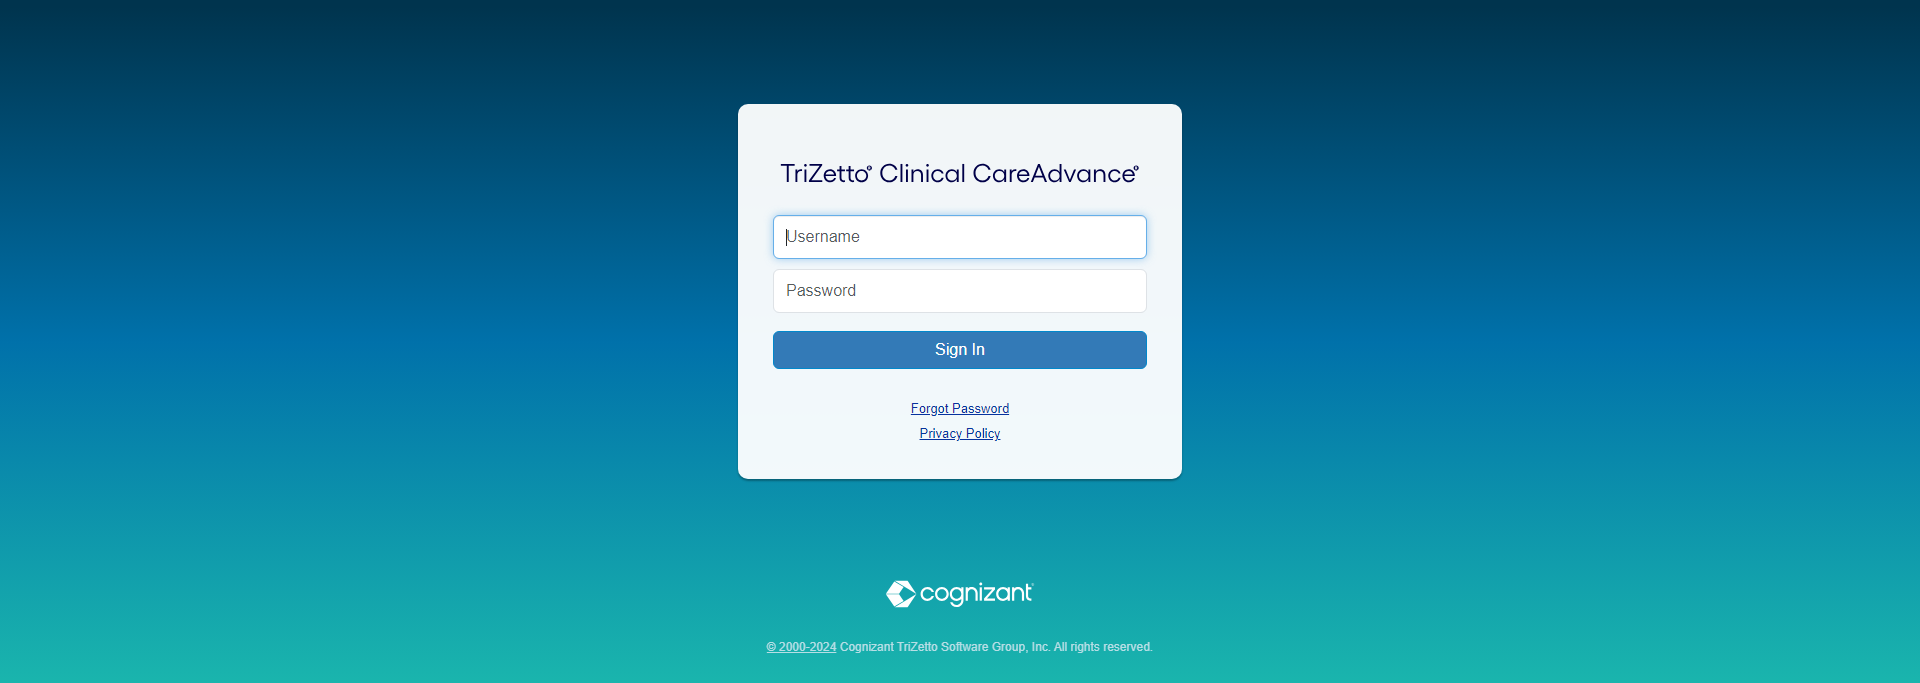 TriZetto® Clinical CareAdvance®
Username
Password
Sign In
Forgot Password
Privacy Policy
cognizant
© 2000-2024 Cognizant TriZetto Software Group, Inc. All rights reserved.